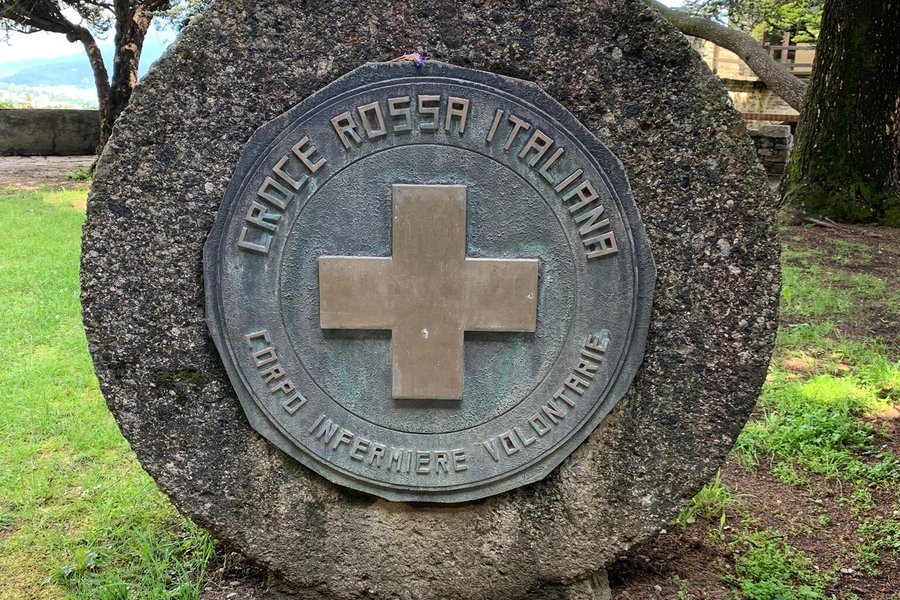 CROCE ROSSA ITALIANA
CORPO INFERMIERE VOLONTARIE